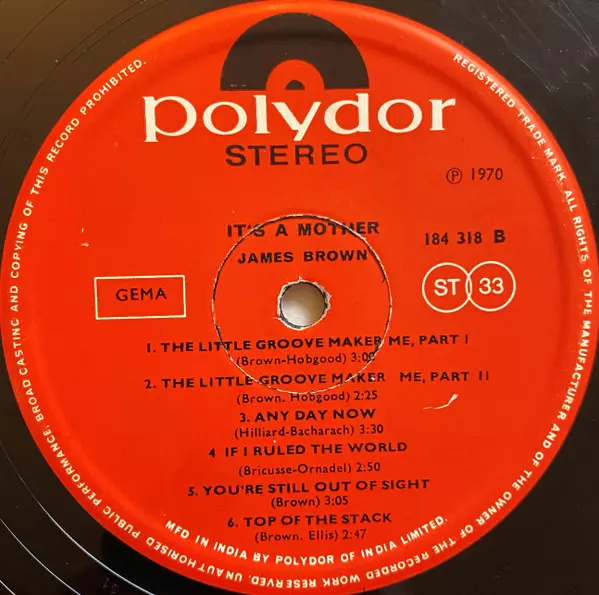 polydor
STEREO
℗ 1970
IT'S A MOTHER
JAMES BROWN
184 318 B
GEMA
ST 33
1. THE LITTLE GROOVE MAKER ME, PART I
(Brown-Hobgood) 3:09
2. THE LITTLE GROOVE MAKER ME, PART II
(Brown. Hobgood) 2:25
3. ANY DAY NOW
(Hilliard-Bacharach) 3:30
4 IF I RULED THE WORLD
(Bricusse-Ornadel) 2:50
5. YOU'RE STILL OUT OF SIGHT
(Brown) 3:05
6. TOP OF THE STACK
(Brown. Ellis) 2:47
MFD IN INDIA BY POLYDOR OF INDIA LIMITED.
REGISTERED TRADE MARK. ALL RIGHTS OF THE MANUFACTURER AND OF THE OWNER OF THE RECORDED WORK RESERVED. UNAUTHORISED PUBLIC PERFORMANCE, BROADCASTING AND COPYING OF THIS RECORD PROHIBITED.